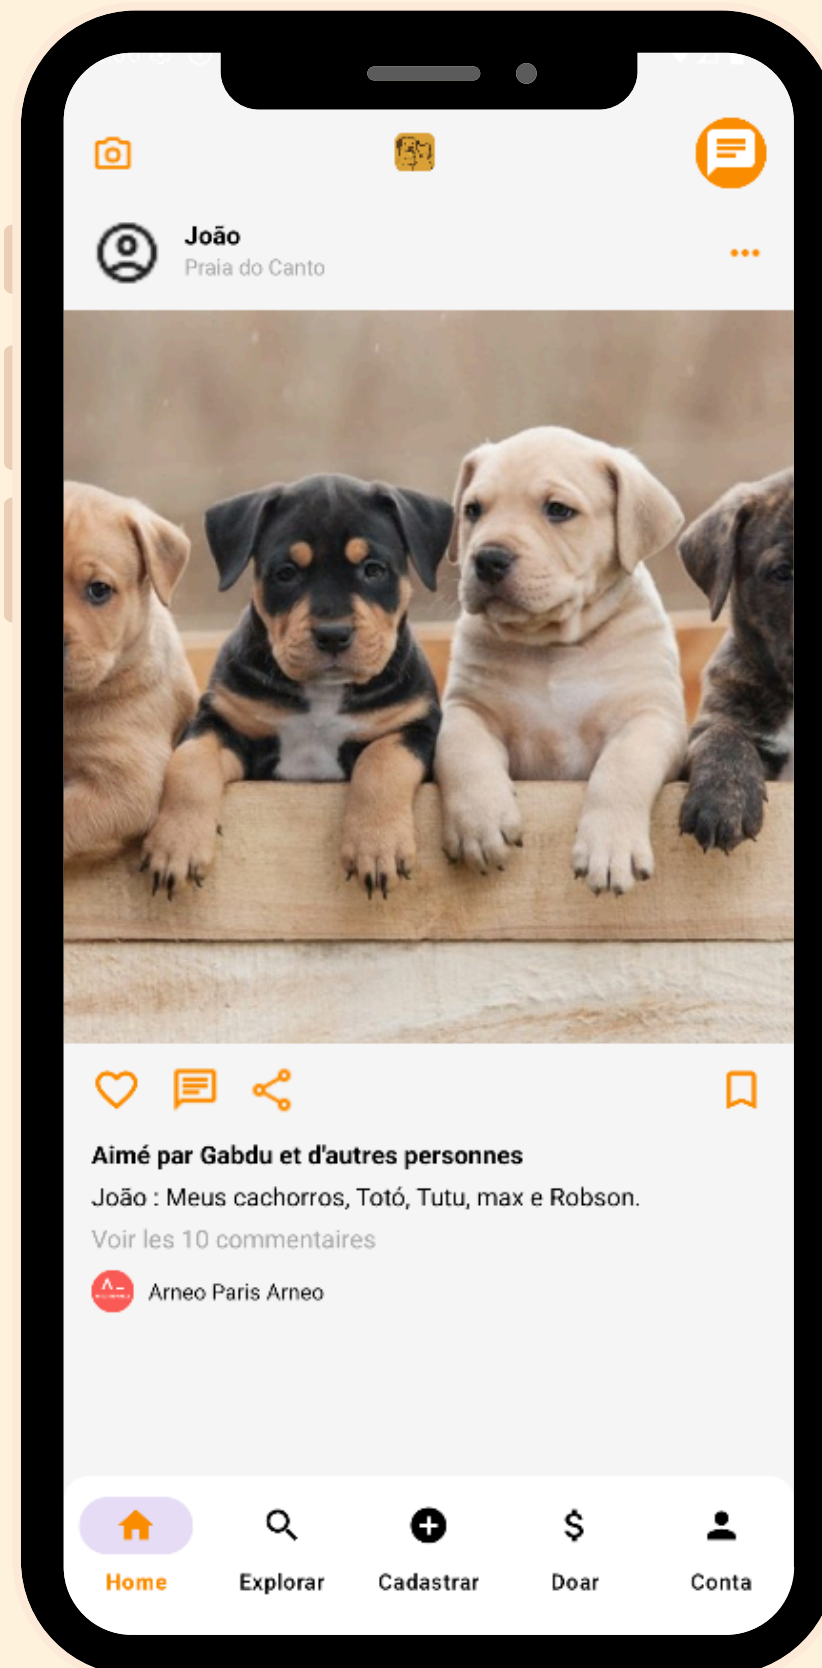 João
Praia do Canto
Aimé par Gabdu et d'autres personnes
João : Meus cachorros, Totó, Tutu, max e Robson.
Voir les 10 commentaires
Arneo Paris Arneo
Home
Explorar
Cadastrar
Doar
Conta